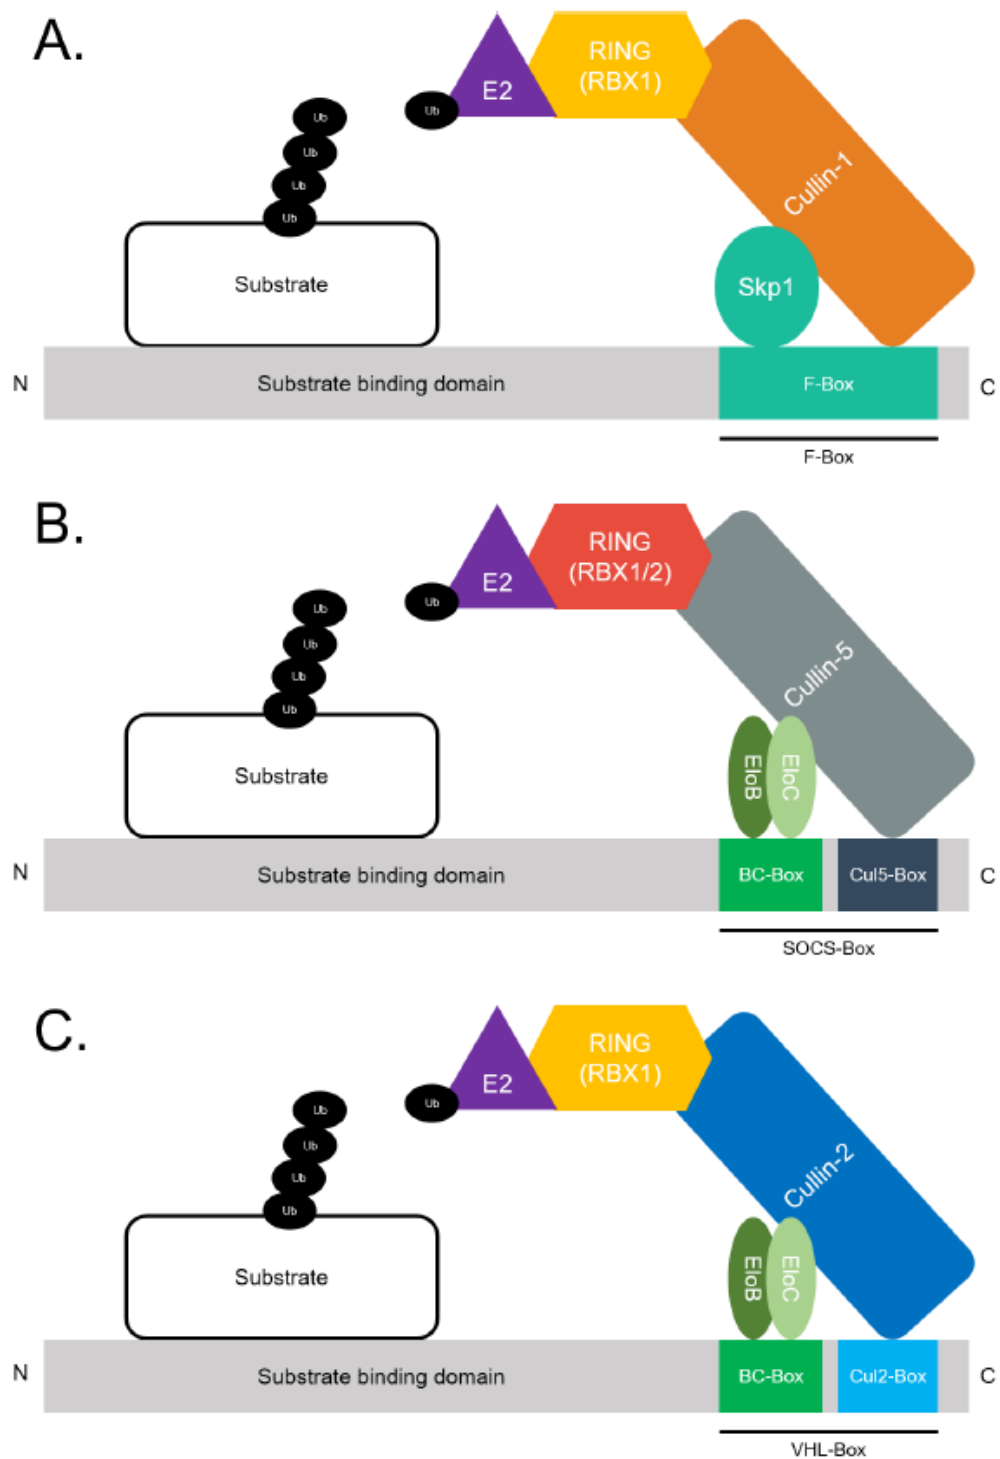 A.
RING
(RBX1)
E2
Ub
Ub
Ub
Ub
Ub
Cullin-1
Skp1
Substrate
N
Substrate binding domain
F-Box
C
F-Box
B.
RING
(RBX1/2)
E2
Ub
Ub
Ub
Ub
Ub
Cullin-5
EloB
EloC
Substrate
N
Substrate binding domain
BC-Box
Cul5-Box
C
SOCS-Box
C.
RING
(RBX1)
E2
Ub
Ub
Ub
Ub
Ub
Cullin-2
EloB
EloC
Substrate
N
Substrate binding domain
BC-Box
Cul2-Box
C
VHL-Box